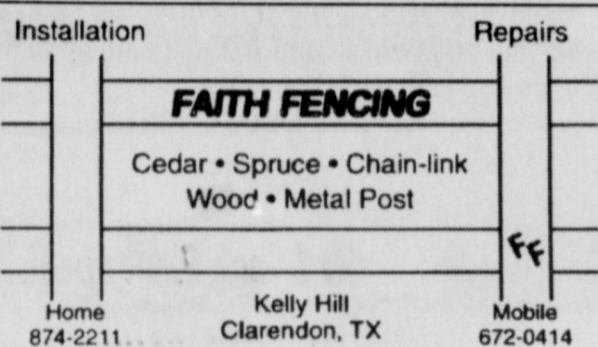 Installation Repairs
FAITH FENCING
Cedar • Spruce • Chain-link
Wood • Metal Post
FF
Home Kelly Hill Mobile
874-2211 Clarendon, TX 672-0414